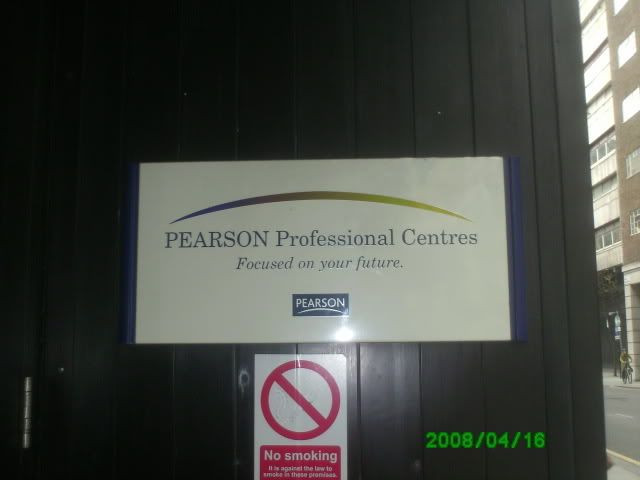 PEARSON Professional Centres
Focused on your future.
PEARSON
No smoking
It is against the law to
smoke in these premises.
2008/04/16